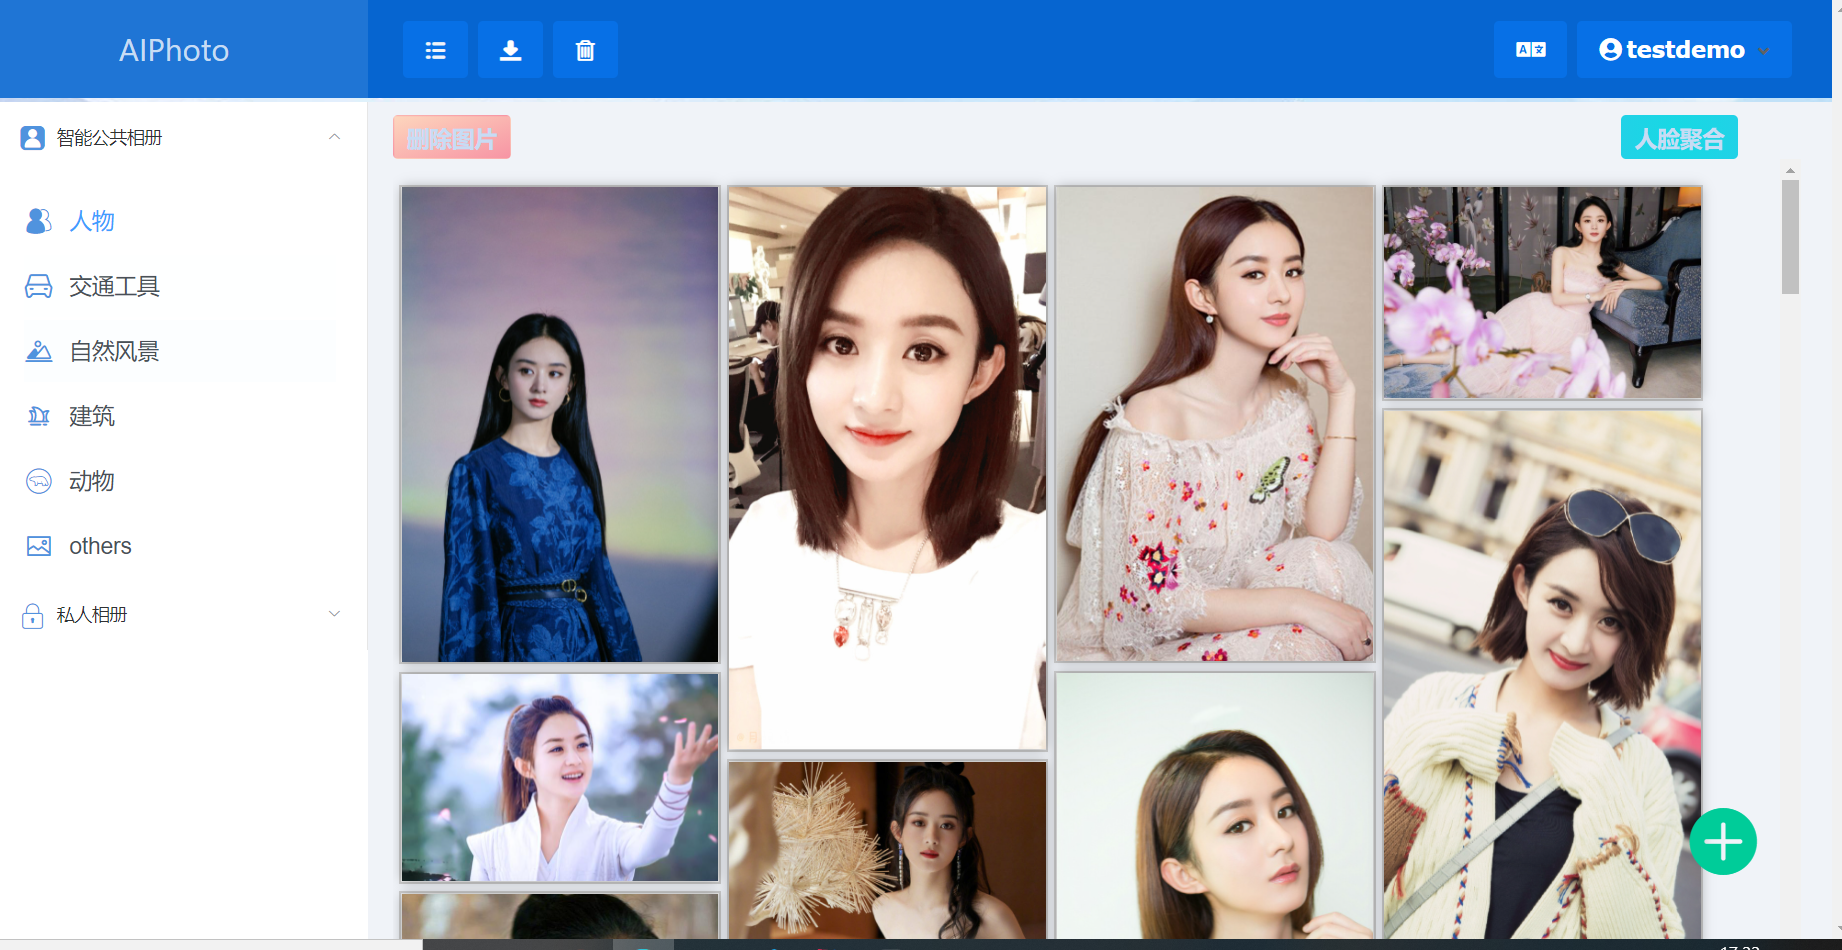 AIPhoto
testdemo
智能公共相册
删除图片
人脸聚合
人物
交通工具
自然风景
建筑
动物
others
私人相册